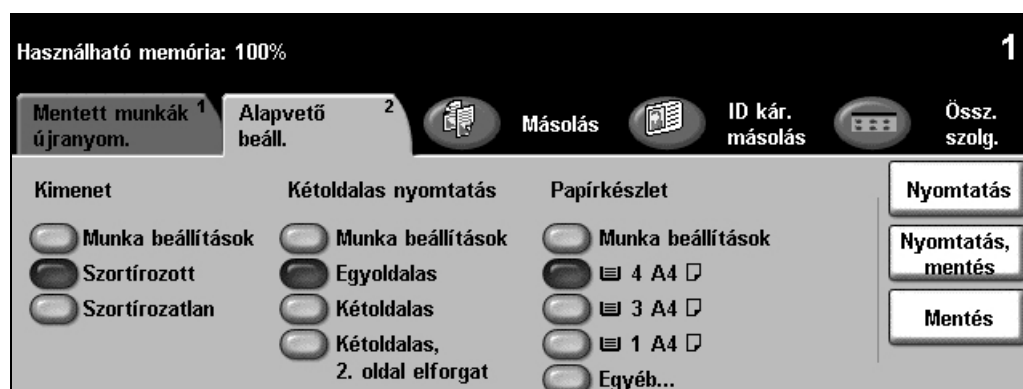 Használható memória: 100%
1
Mentett munkák 1
újranyom.
Alapvető 2
beáll.
Másolás
ID kár.
másolás
Össz.
szolg.
Kimenet
Munka beállítások
Szortírozott
Szortírozatlan
Kétoldalas nyomtatás
Munka beállítások
Egyoldalas
Kétoldalas
Kétoldalas,
2. oldal elforgat
Papírkészlet
Munka beállítások
4 A4
3 A4
1 A4
Egyéb...
Nyomtatás
Nyomtatás,
mentés
Mentés